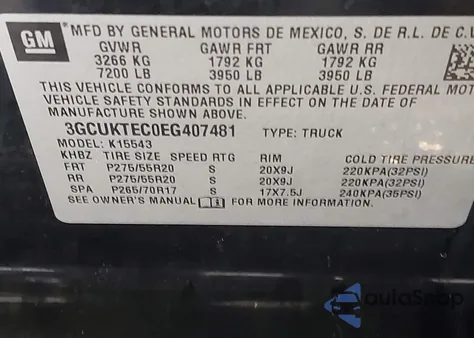 GM
*MFD BY GENERAL MOTORS DE MEXICO, S. DE R.L. DE C.V.
GVWR GAWR FRT GAWR RR
3266 KG 1792 KG 1792 KG
7200 LB 3950 LB 3950 LB
THIS VEHICLE CONFORMS TO ALL APPLICABLE U.S. FEDERAL MOT
VEHICLE SAFETY STANDARDS IN EFFECT ON THE DATE OF
MANUFACTURE SHOWN ABOVE.
3GCUKTEC0EG407481 TYPE: TRUCK
MODEL: K15543
KHBZ TIRE SIZE SPEED RTG RIM COLD TIRE PRESSURE
FRT P275/55R20 S 20X9J 220KPA(32PSI)
RR P275/55R20 S 20X9J 220KPA(32PSI)
SPA P265/70R17 S 17X7.5J 240KPA(35PSI)
SEE OWNER'S MANUAL FOR MORE INFORMATION
autoSnap